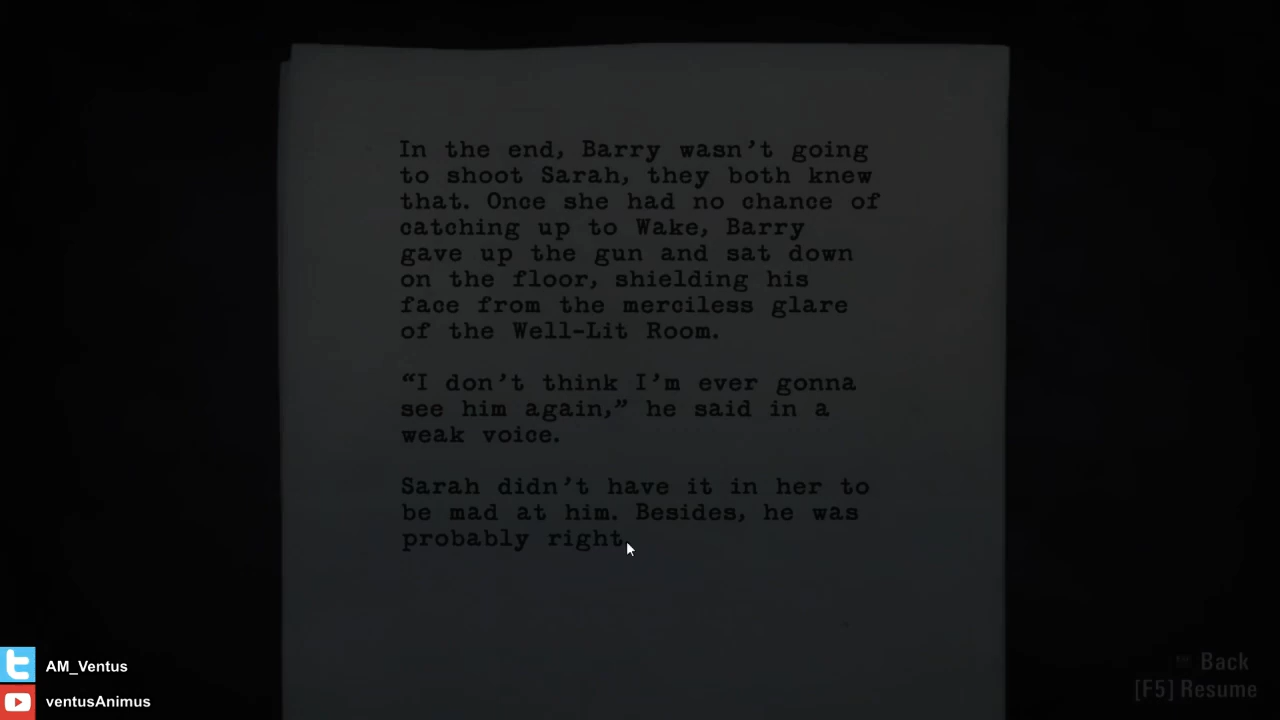 In the end, Barry wasn't going
to shoot Sarah, they both knew
that. Once she had no chance of
catching up to Wake, Barry
gave up the gun and sat down
on the floor, shielding his
face from the merciless glare
of the Well-Lit Room.
“I don't think I'm ever gonna
see him again,” he said in a
weak voice.
Sarah didn't have it in her to
be mad at him. Besides, he was
probably right.
AM_Ventus
ventusAnimus
Back
[F5] Resume